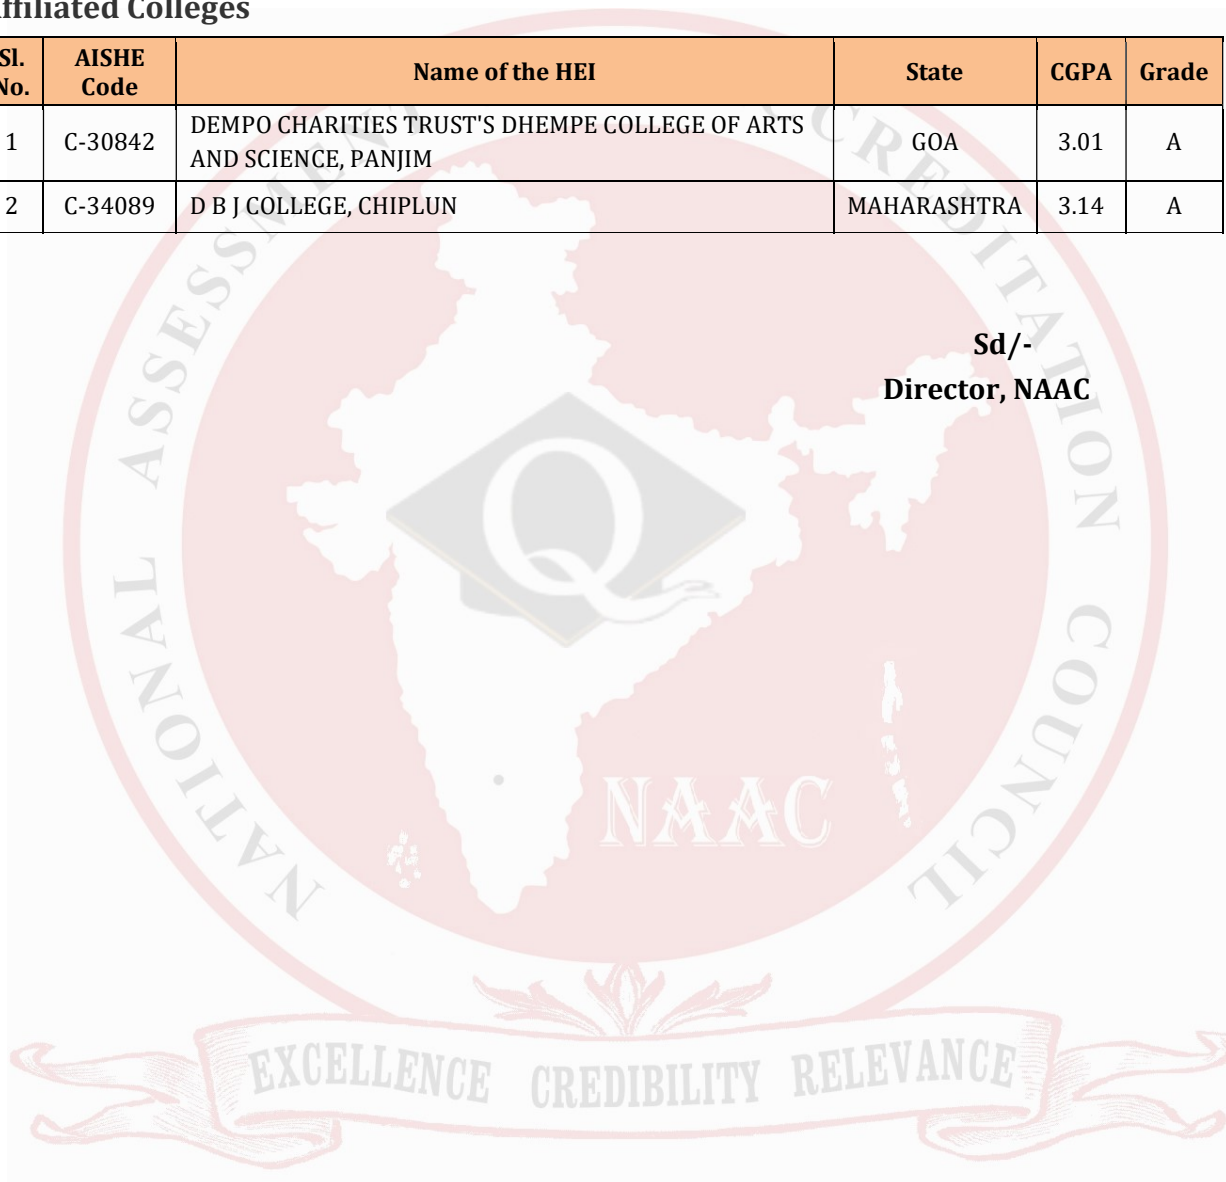 ffiliated Colleges
Sl. No. AISHE Code Name of the HEI State CGPA Grade
1 C-30842 DEMPO CHARITIES TRUST'S DHEMPE COLLEGE OF ARTS AND SCIENCE, PANJIM GOA 3.01 A
2 C-34089 D B J COLLEGE, CHIPLUN MAHARASHTRA 3.14 A
Sd/-
Director, NAAC
NATIONAL ASSESSMENT CREDITATION COUNCIL
NAAC
EXCELLENCE CREDIBILITY RELEVANCE